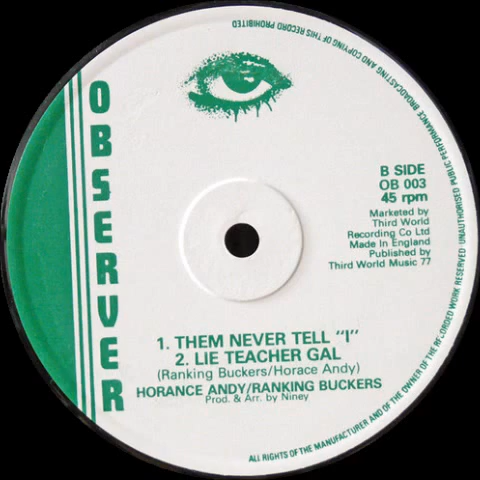 OBSERVER
B SIDE
OB 003
45 rpm
Marketed by
Third World
Recording Co Ltd
Made In England
Published by
Third World Music 77
1. THEM NEVER TELL "I"
2. LIE TEACHER GAL
(Ranking Buckers/Horace Andy)
HORANCE ANDY/RANKING BUCKERS
Prod. & Arr. by Niney
ALL RIGHTS OF THE MANUFACTURER AND OF THE OWNER OF THE RECORDED WORK RESERVED UNAUTHORISED PUBLIC PERFORMANCE BROADCASTING AND COPYING OF THIS RECORD PROHIBITED